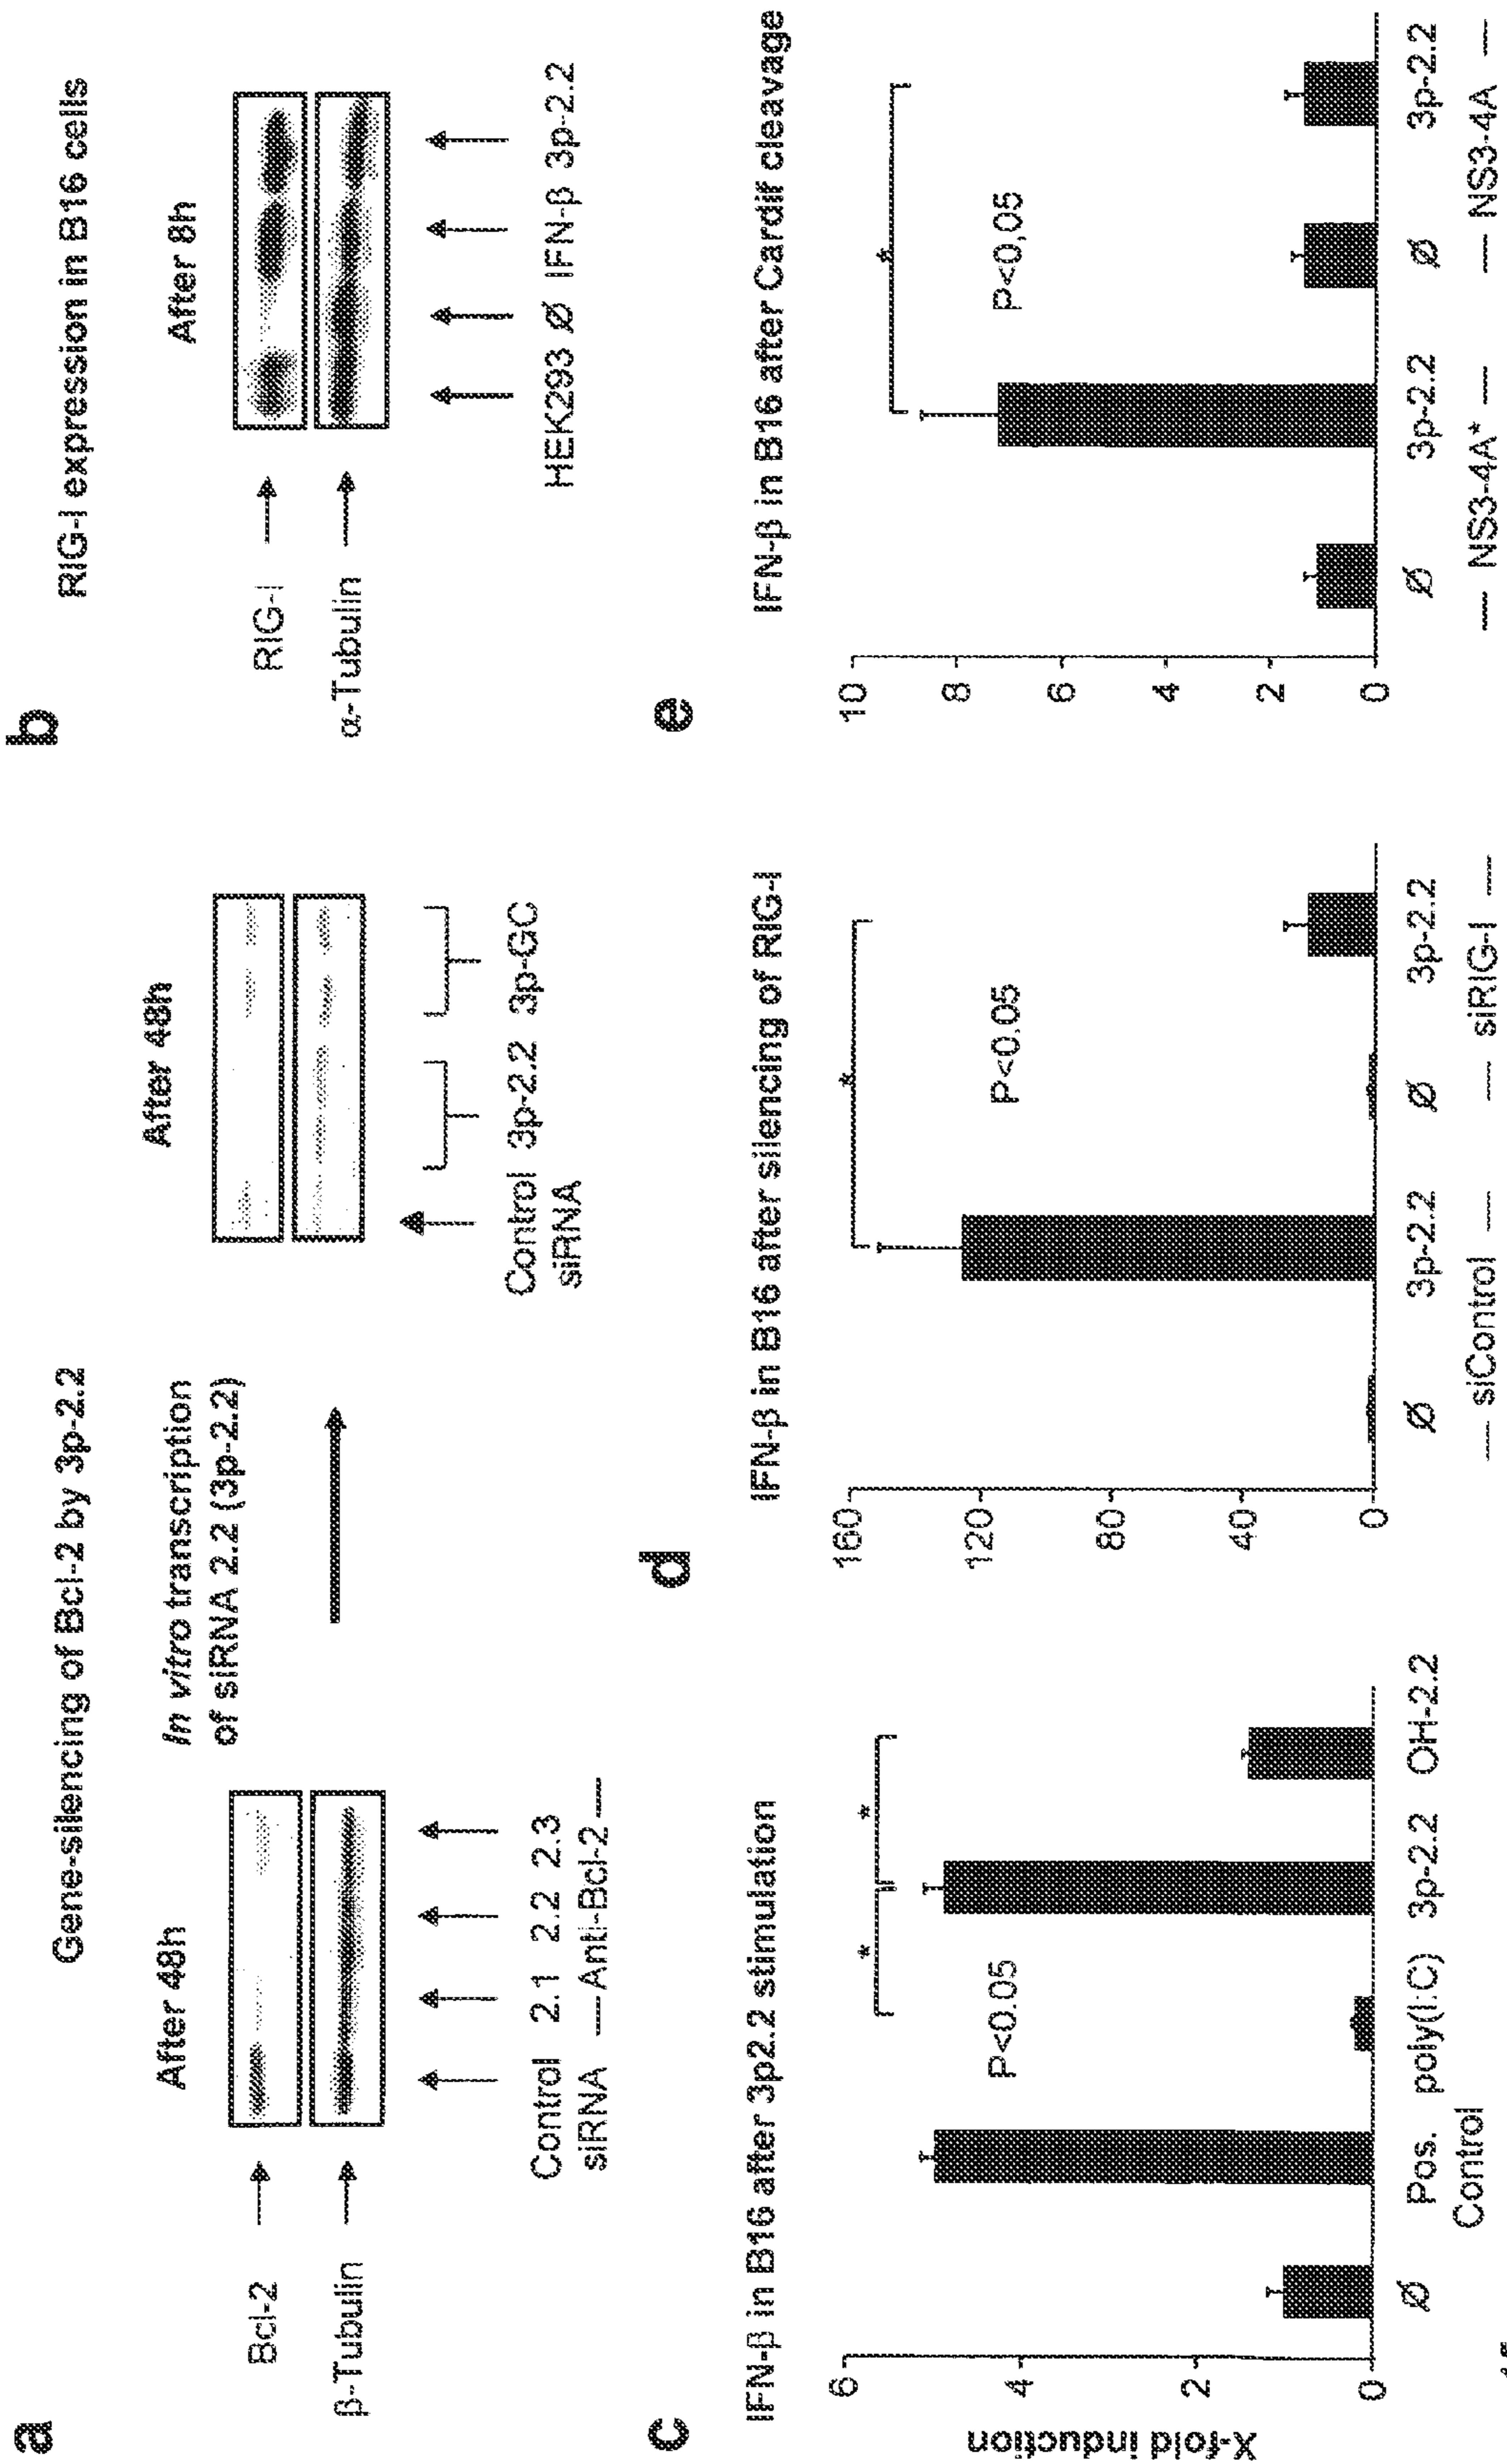 a
Gene-silencing of Bcl-2 by 3p-2.2
After 48h
In vitro transcription
of siRNA 2.2 (3p-2.2)
After 48h
Bcl-2
β-Tubulin
Control 2.1 2.2 2.3
siRNA — Anti-Bcl-2 —
Control 3p-2.2 3p-GC
siRNA
b
RIG-I expression in B16 cells
After 8h
RIG-I
α-Tubulin
HEK293 Ø IFN-β 3p-2.2
c
IFN-β in B16 after 3p2.2 stimulation
X-fold induction
6
4
2
0
* *
P<0.05
Ø Pos. poly(I:C) 3p-2.2 OH-2.2
Control
d
IFN-β in B16 after silencing of RIG-I
160
120
80
40
0
*
P<0.05
Ø 3p-2.2 Ø 3p-2.2
— siControl — — siRIG-I —
e
IFN-β in B16 after Cardif cleavage
10
8
6
4
2
0
*
P<0,05
Ø 3p-2.2 Ø 3p-2.2
— NS3-4A* — — NS3-4A —